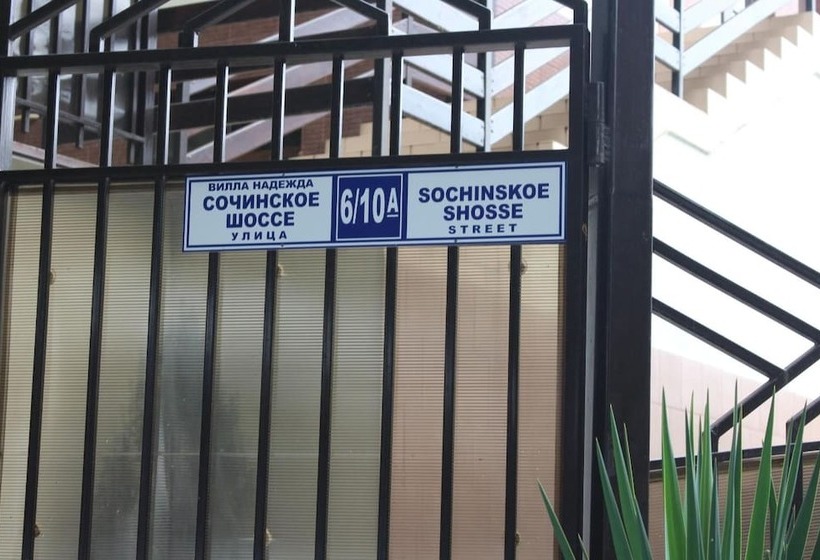 ВИЛЛА НАДЕЖДА
СОЧИНСКОЕ
ШОССЕ
УЛИЦА
6/10А
SOCHINSKOE
SHOSSE
STREET